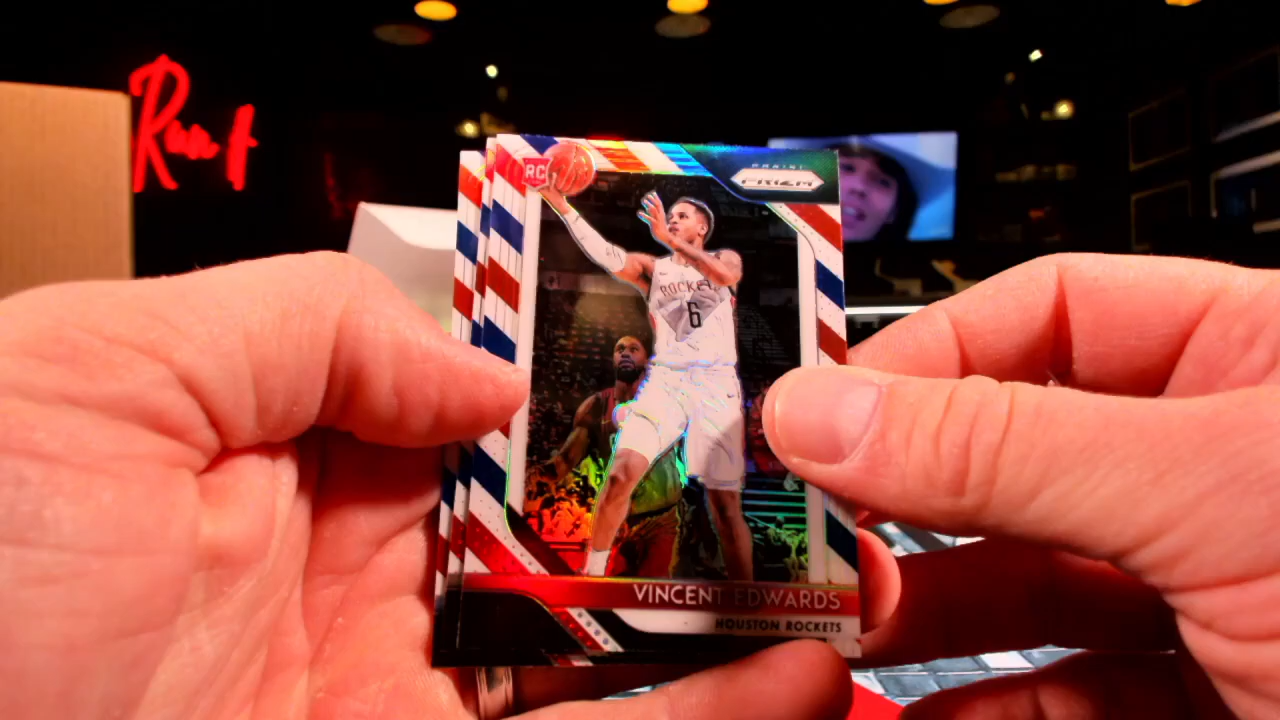 RC
PANINI
PRIZM
ROCKETS
6
VINCENT EDWARDS
HOUSTON ROCKETS